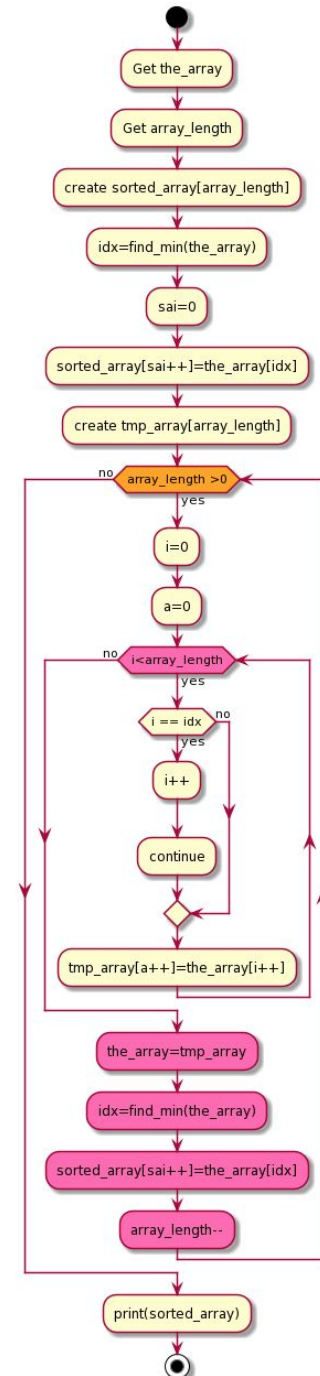 Get the_array
Get array_length
create sorted_array[array_length]
idx=find_min(the_array)
sai=0
sorted_array[sai++]=the_array[idx]
create tmp_array[array_length]
no
array_length >0
yes
i=0
a=0
no
i<array_length
yes
i == idx
no
yes
i++
continue
tmp_array[a++]=the_array[i++]
the_array=tmp_array
idx=find_min(the_array)
sorted_array[sai++]=the_array[idx]
array_length--
print(sorted_array)